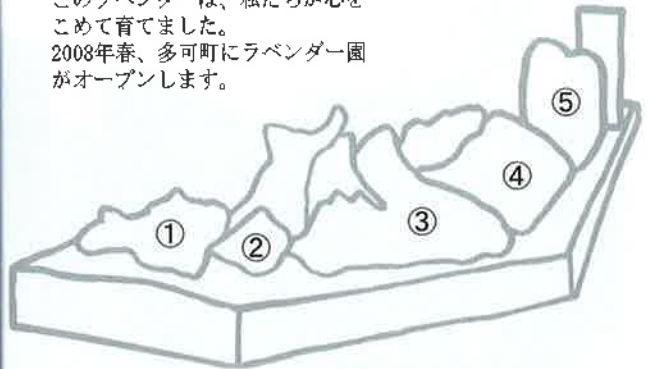 このラベンダーは、私たちが心を
こめて育てました。
2008年春、多可町にラベンダー園
がオープンします。
⑤
④
③
①
②